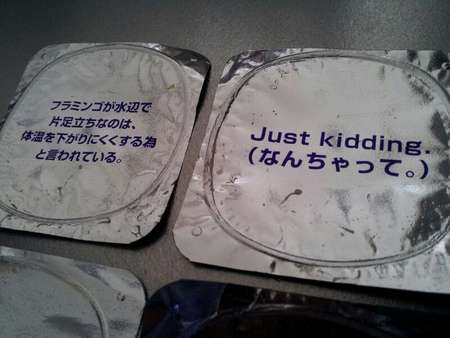 フラミンゴが水辺で
片足立ちなのは、
体温を下がりにくくする為
と言われている。
Just kidding.
(なんちゃって。)